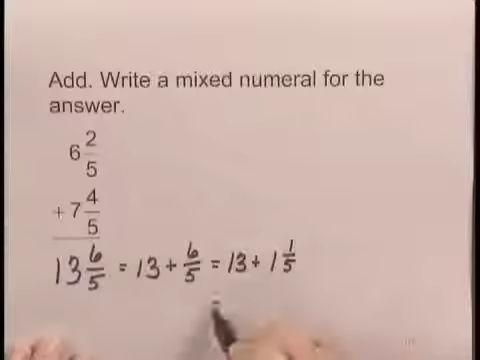 Add. Write a mixed numeral for the
answer.
6 2/5
+ 7 4/5
13 6/5 = 13 + 6/5 = 13 + 1 1/5
=